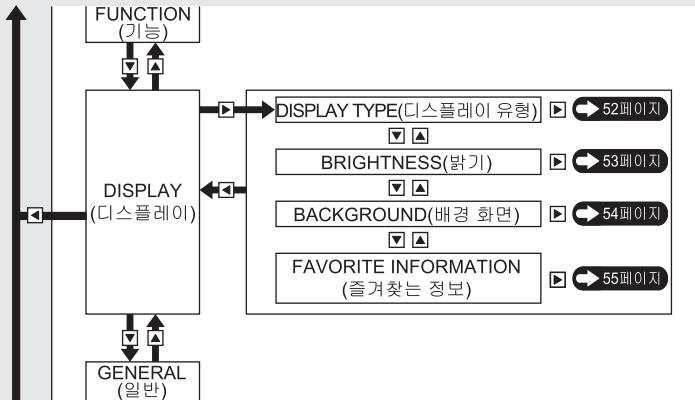 FUNCTION
(기능)
DISPLAY
(디스플레이)
DISPLAY TYPE(디스플레이 유형)
52페이지
BRIGHTNESS(밝기)
53페이지
BACKGROUND(배경 화면)
54페이지
FAVORITE INFORMATION
(즐겨찾는 정보)
55페이지
GENERAL
(일반)